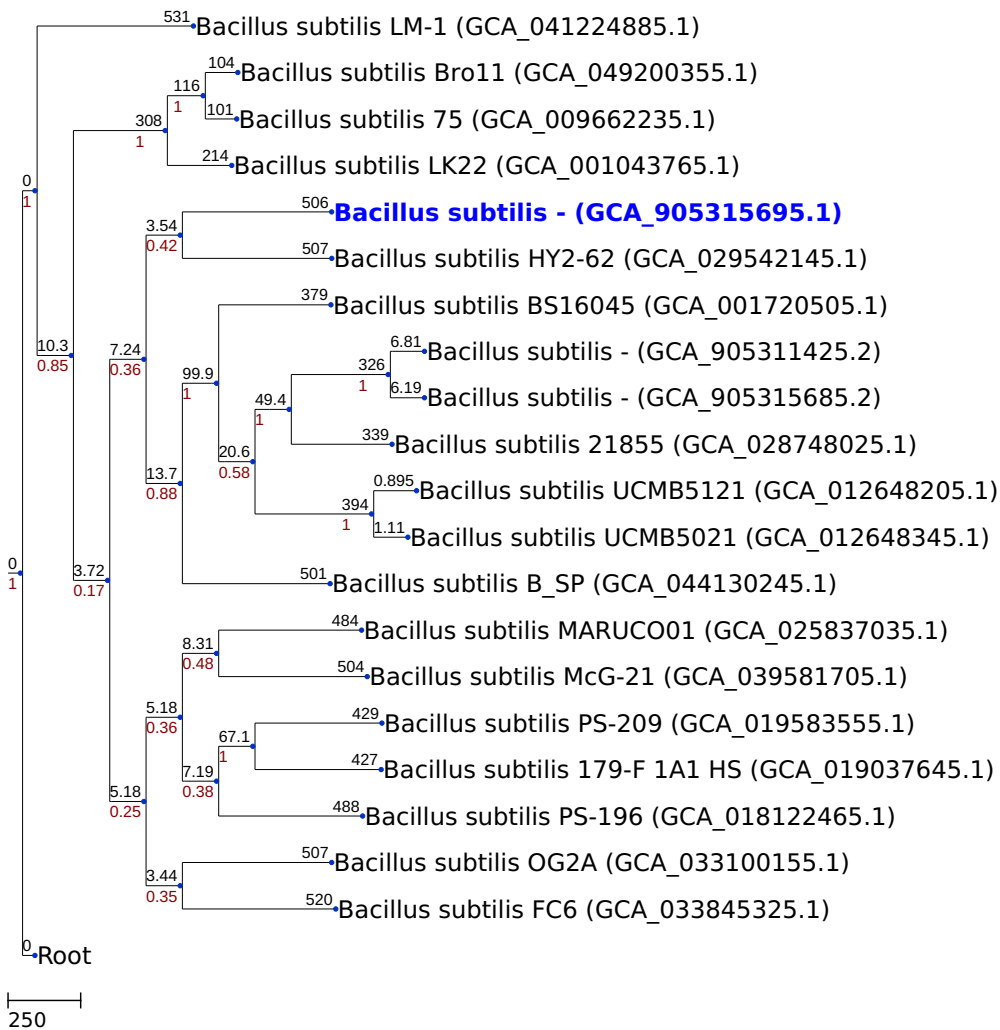 531
Bacillus subtilis LM-1 (GCA_041224885.1)
104
Bacillus subtilis Bro11 (GCA_049200355.1)
116
1
101
Bacillus subtilis 75 (GCA_009662235.1)
308
1
214
Bacillus subtilis LK22 (GCA_001043765.1)
0
1
506
Bacillus subtilis - (GCA_905315695.1)
3.54
0.42
507
Bacillus subtilis HY2-62 (GCA_029542145.1)
379
Bacillus subtilis BS16045 (GCA_001720505.1)
10.3
0.85
7.24
0.36
6.81
Bacillus subtilis - (GCA_905311425.2)
99.9
1
326
1
6.19
Bacillus subtilis - (GCA_905315685.2)
49.4
1
339
Bacillus subtilis 21855 (GCA_028748025.1)
20.6
0.58
13.7
0.88
0.895
Bacillus subtilis UCMB5121 (GCA_012648205.1)
394
1
1.11
Bacillus subtilis UCMB5021 (GCA_012648345.1)
0
1
3.72
0.17
501
Bacillus subtilis B_SP (GCA_044130245.1)
484
Bacillus subtilis MARUCO01 (GCA_025837035.1)
8.31
0.48
504
Bacillus subtilis McG-21 (GCA_039581705.1)
5.18
0.36
429
Bacillus subtilis PS-209 (GCA_019583555.1)
67.1
1
427
Bacillus subtilis 179-F 1A1 HS (GCA_019037645.1)
7.19
0.38
5.18
0.25
488
Bacillus subtilis PS-196 (GCA_018122465.1)
507
Bacillus subtilis OG2A (GCA_033100155.1)
3.44
0.35
520
Bacillus subtilis FC6 (GCA_033845325.1)
0
Root
250